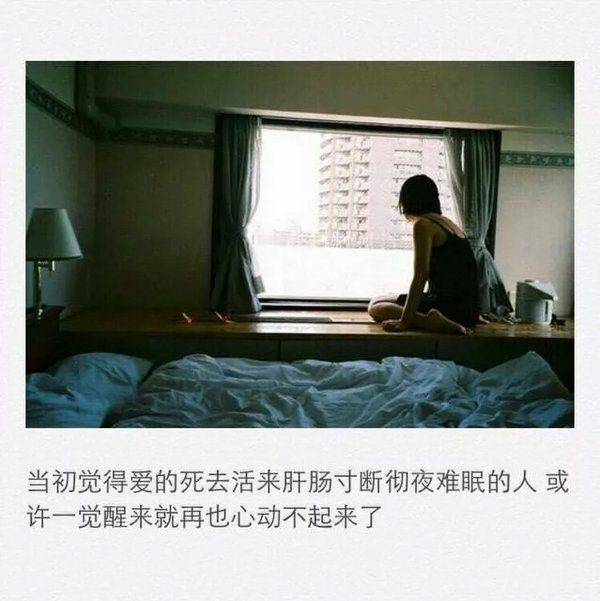 当初觉得爱的死去活来肝肠寸断彻夜难眠的人 或
许一觉醒来就再也心动不起来了